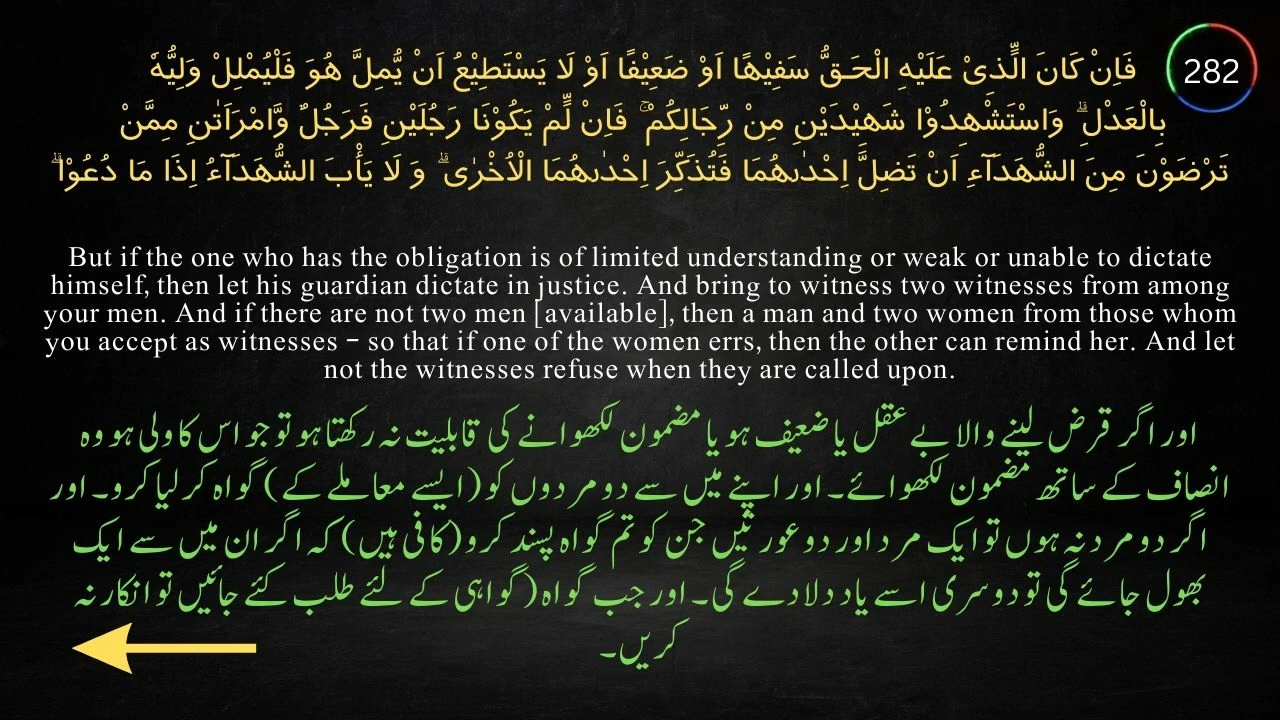 282
فَاِنْ كَانَ الَّذِیْ عَلَیْهِ الْحَـقُّ سَفِیْهًا اَوْ ضَعِیْفًا اَوْ لَا یَسْتَطِیْعُ اَنْ یُّمِلَّ هُوَ فَلْیُمْلِلْ وَلِیُّهٗ
بِالْعَدْلِ ؕ وَاسْتَشْهِدُوْا شَهِیْدَیْنِ مِنْ رِّجَالِكُمْ ۚ فَاِنْ لَّمْ یَكُوْنَا رَجُلَیْنِ فَرَجُلٌ وَّامْرَاَتٰنِ مِمَّنْ
تَرْضَوْنَ مِنَ الشُّهَدَآءِ اَنْ تَضِلَّ اِحْدٰىهُمَا فَتُذَكِّرَ اِحْدٰىهُمَا الْاُخْرٰى ؕ وَ لَا یَاْبَ الشُّهَدَآءُ اِذَا مَا دُعُوْا ؕ
But if the one who has the obligation is of limited understanding or weak or unable to dictate
himself, then let his guardian dictate in justice. And bring to witness two witnesses from among
your men. And if there are not two men [available], then a man and two women from those whom
you accept as witnesses – so that if one of the women errs, then the other can remind her. And let
not the witnesses refuse when they are called upon.
اور اگر قرض لینے والا بے عقل یا ضعیف ہو یا مضمون لکھوانے کی قابلیت نہ رکھتا ہو تو جو اس کا ولی ہو وہ
انصاف کے ساتھ مضمون لکھوائے۔ اور اپنے میں سے دو مردوں کو (ایسے معاملے کے) گواہ کرلیا کرو۔ اور
اگر دو مرد نہ ہوں تو ایک مرد اور دو عورتیں جن کو تم گواہ پسند کرو (کافی ہیں) کہ اگر ان میں سے ایک
بھول جائے گی تو دوسری اسے یاد دلادے گی۔ اور جب گواہ (گواہی کے لئے طلب کئے جائیں تو انکار نہ
کریں۔